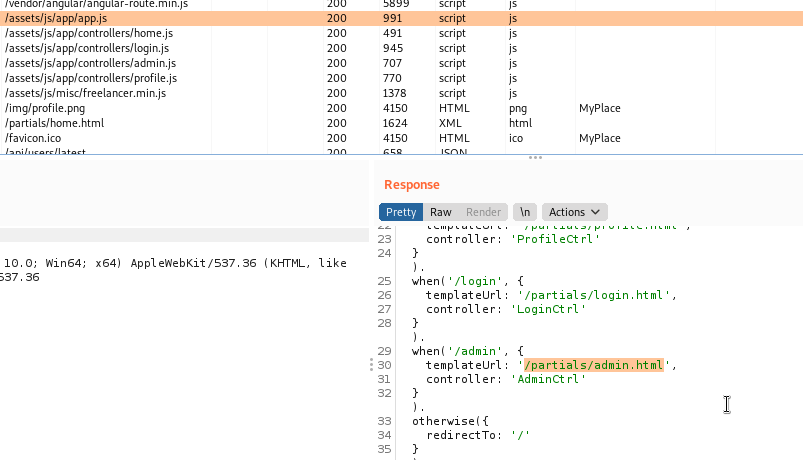 /vendor/angular/angular-route.min.js 200 5899 script js
/assets/js/app/app.js 200 991 script js
/assets/js/app/controllers/home.js 200 491 script js
/assets/js/app/controllers/login.js 200 945 script js
/assets/js/app/controllers/admin.js 200 707 script js
/assets/js/app/controllers/profile.js 200 770 script js
/assets/js/misc/freelancer.min.js 200 1378 script js
/img/profile.png 200 4150 HTML png MyPlace
/partials/home.html 200 1624 XML html
/favicon.ico 200 4150 HTML ico MyPlace
/api/users/latest 200 658 JSON
Response
Pretty Raw Render \n Actions
22 templateUrl: '/partials/profile.html',
23 controller: 'ProfileCtrl'
24 }
).
25 when('/login', {
26 templateUrl: '/partials/login.html',
27 controller: 'LoginCtrl'
28 }
).
29 when('/admin', {
30 templateUrl: '/partials/admin.html',
31 controller: 'AdminCtrl'
32 }
).
33 otherwise({
34 redirectTo: '/'
35 }
10.0; Win64; x64) AppleWebKit/537.36 (KHTML, like
537.36